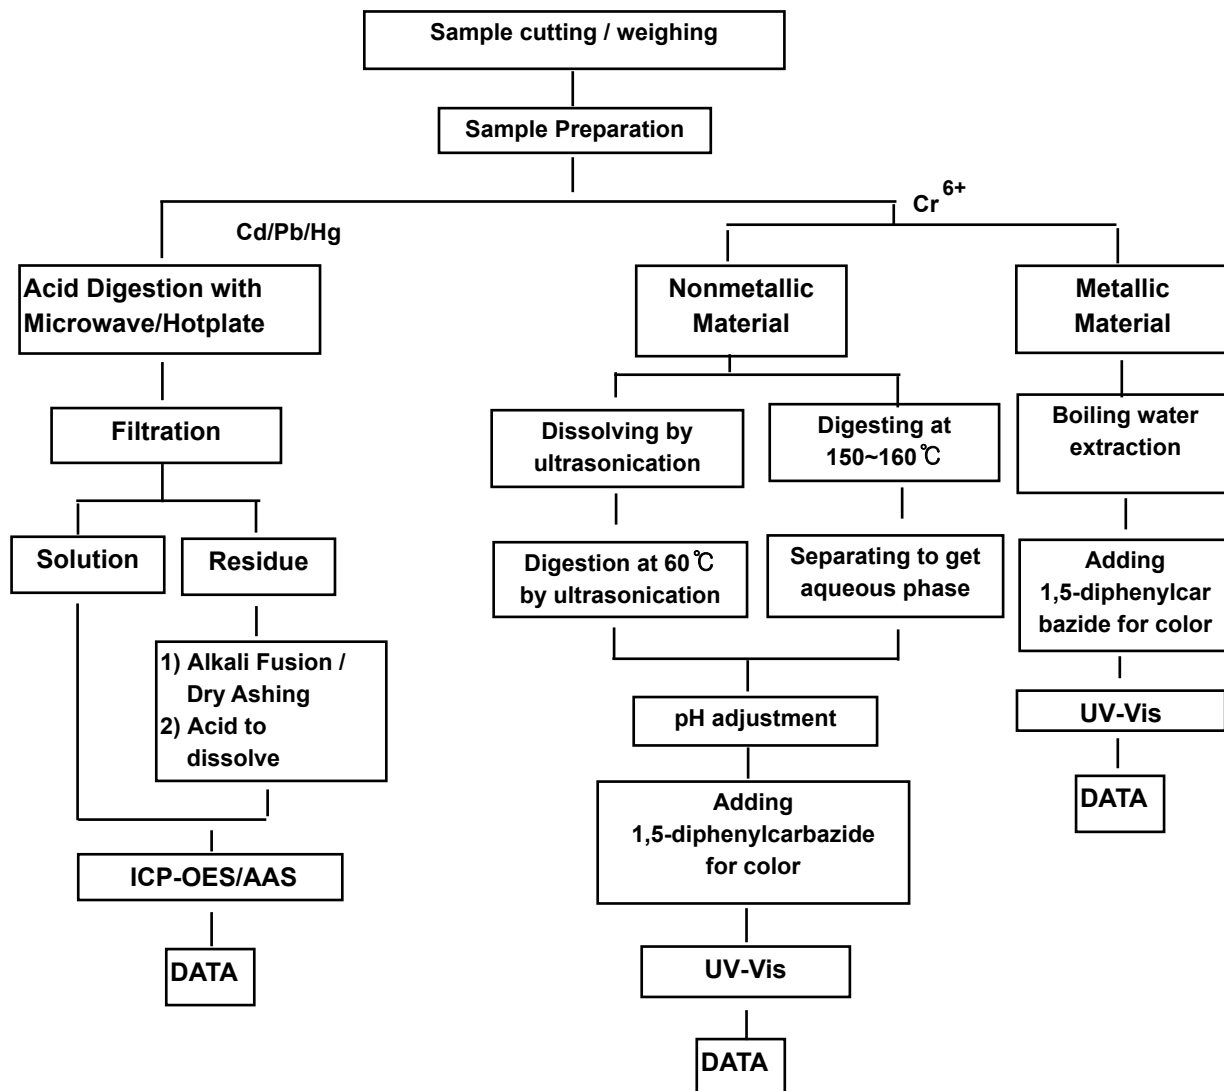 Sample cutting / weighing
Sample Preparation
Cr 6+
Cd/Pb/Hg
Acid Digestion with
Microwave/Hotplate
Nonmetallic
Material
Metallic
Material
Filtration
Dissolving by
ultrasonication
Digesting at
150~160℃
Boiling water
extraction
Solution
Residue
Digestion at 60℃
by ultrasonication
Separating to get
aqueous phase
Adding
1,5-diphenylcar
bazide for color
1) Alkali Fusion /
Dry Ashing
2) Acid to
dissolve
pH adjustment
UV-Vis
Adding
1,5-diphenylcarbazide
for color
DATA
ICP-OES/AAS
UV-Vis
DATA
DATA